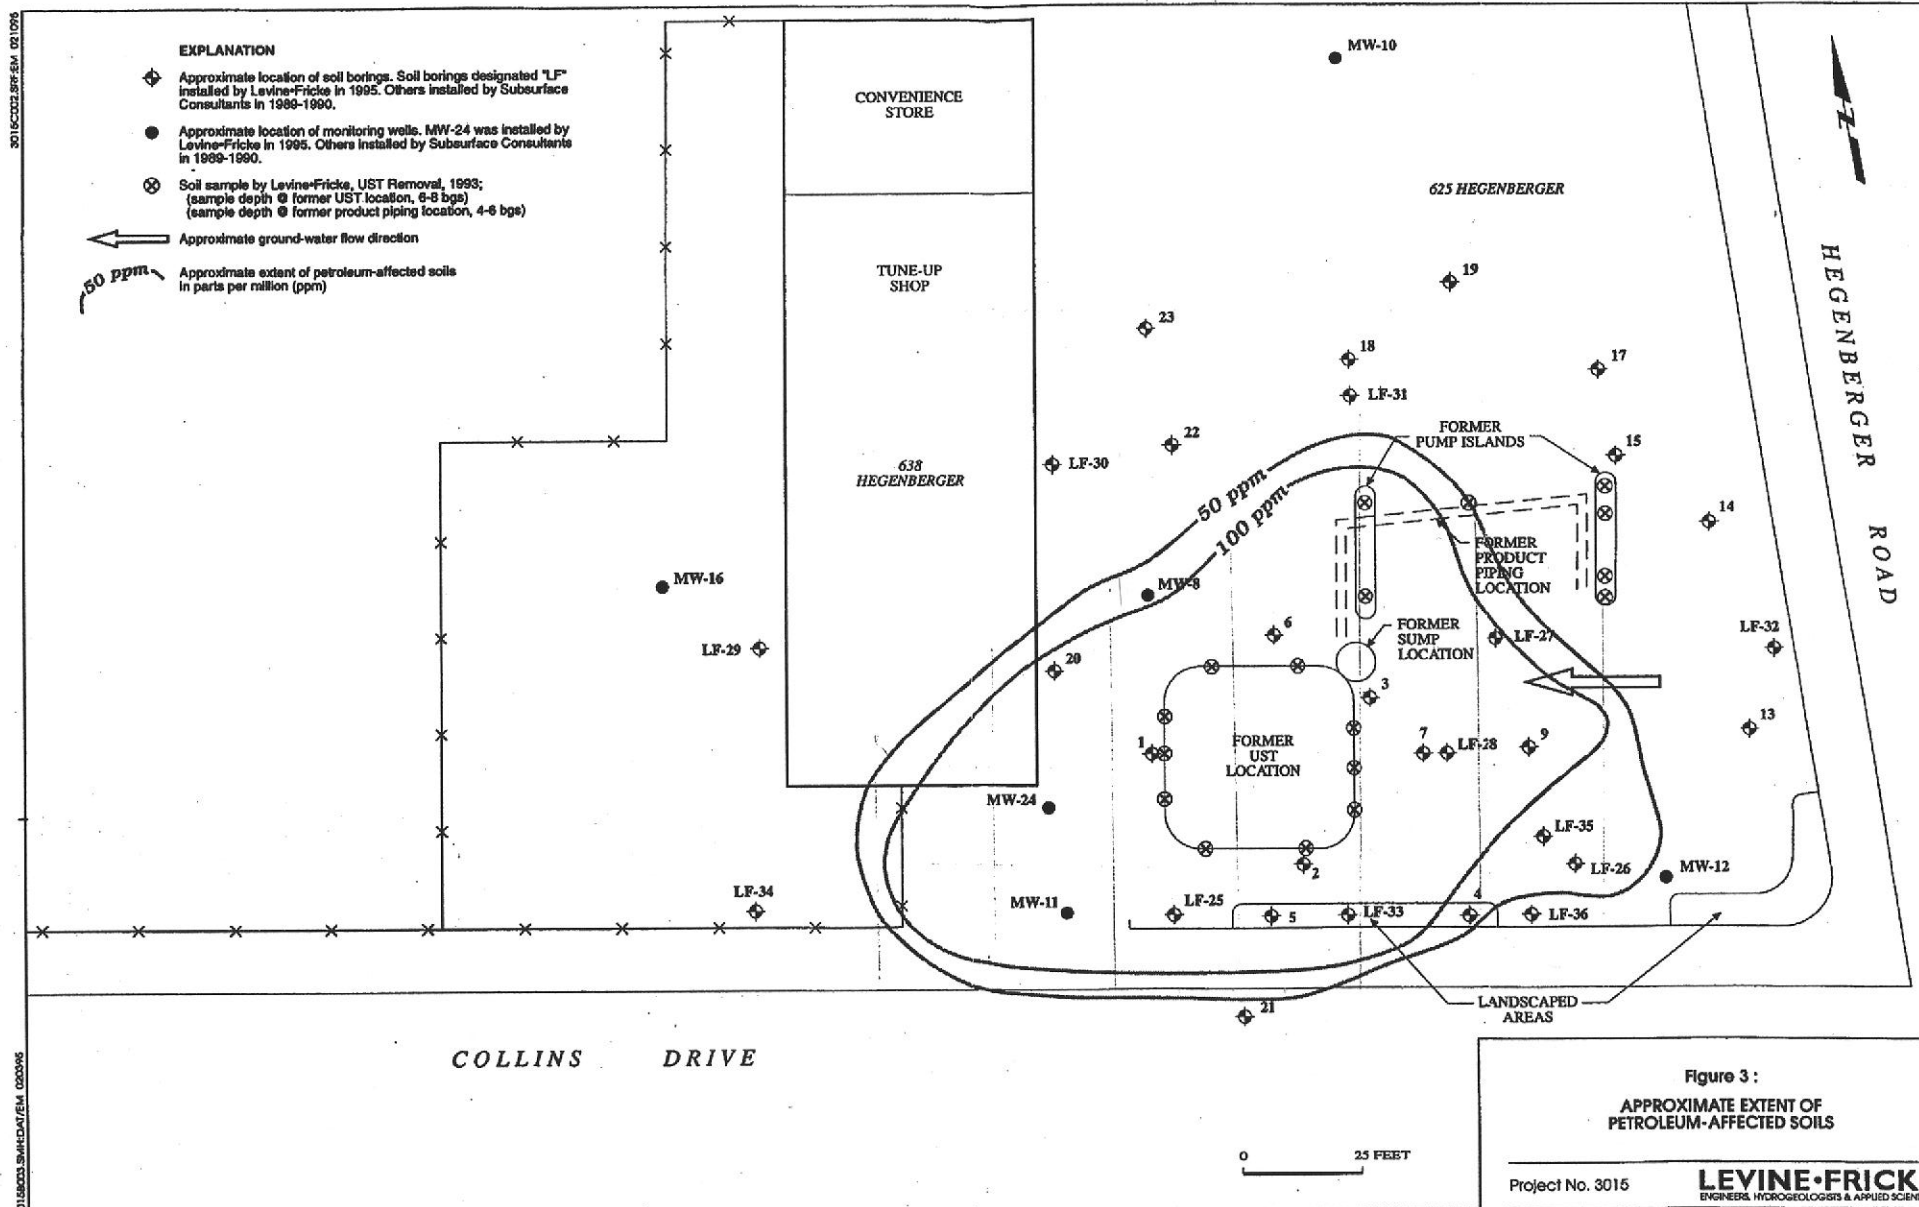 3015C002.SRF:EM 021096
EXPLANATION
Approximate location of soil borings. Soil borings designated "LF"
installed by Levine•Fricke in 1995. Others installed by Subsurface
Consultants in 1989-1990.
Approximate location of monitoring wells. MW-24 was installed by
Levine•Fricke in 1995. Others installed by Subsurface Consultants
in 1989-1990.
Soil sample by Levine•Fricke, UST Removal, 1993;
(sample depth @ former UST location, 6-8 bgs)
(sample depth @ former product piping location, 4-6 bgs)
Approximate ground-water flow direction
50 ppm
Approximate extent of petroleum-affected soils
in parts per million (ppm)
CONVENIENCE
STORE
TUNE-UP
SHOP
638
HEGENBERGER
MW-10
625 HEGENBERGER
Z
HEGENBERGER
ROAD
19
23
18
17
LF-31
22
LF-30
FORMER
PUMP ISLANDS
15
14
50 ppm
100 ppm
FORMER
PRODUCT
PIPING
LOCATION
MW-16
MW-8
6
FORMER
SUMP
LOCATION
LF-27
LF-32
LF-29
20
3
13
1
FORMER
UST
LOCATION
7
LF-28
9
MW-24
LF-35
LF-26
MW-12
2
LF-34
MW-11
LF-25
5
LF-33
4
LF-36
21
LANDSCAPED
AREAS
COLLINS DRIVE
0 25 FEET
Figure 3 :
APPROXIMATE EXTENT OF
PETROLEUM-AFFECTED SOILS
Project No. 3015
LEVINE•FRICK
ENGINEERS, HYDROGEOLOGISTS & APPLIED SCIEN